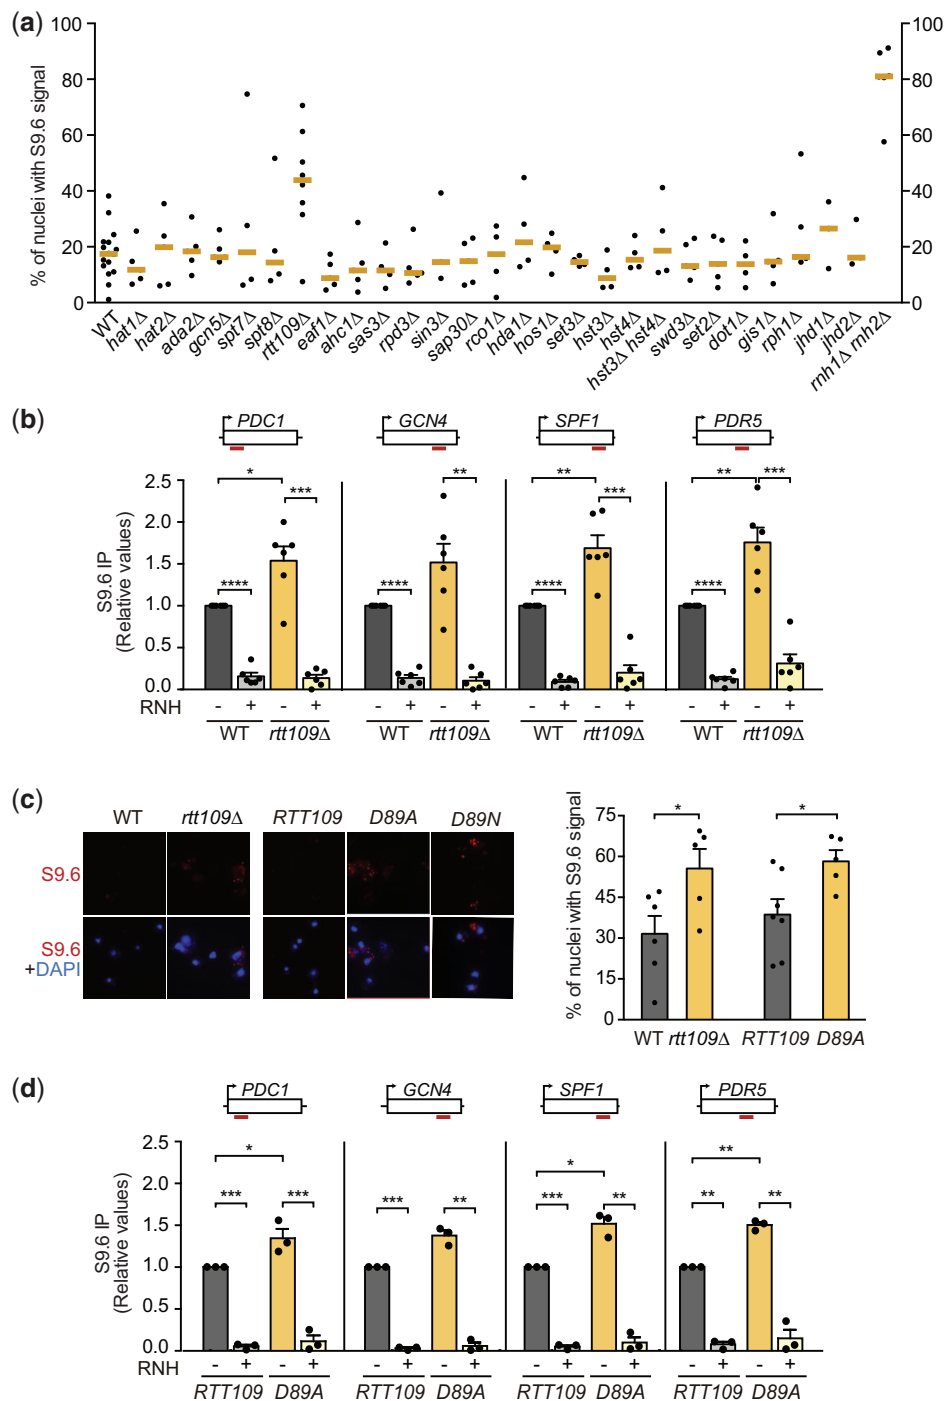 (a)
% of nuclei with S9.6 signal
100 80 60 40 20 0
100 80 60 40 20 0
WT hat1Δ hat2Δ ada2Δ gcn5Δ spt7Δ spt8Δ rtt109Δ eaf1Δ ahc1Δ sas3Δ rpd3Δ sin3Δ sap30Δ rco1Δ hda1Δ hos1Δ set3Δ hst3Δ hst4Δ hst3Δ hst4Δ swd3Δ set2Δ dot1Δ gis1Δ rph1Δ jhd1Δ jhd2Δ rnh1Δ rnh2Δ
(b)
PDC1 GCN4 SPF1 PDR5
S9.6 IP
(Relative values)
2.5 2.0 1.5 1.0 0.5 0.0
* *** **** ** **** ** *** **** ** *** ****
RNH - + - + - + - + - + - + - + - +
WT rtt109Δ WT rtt109Δ WT rtt109Δ WT rtt109Δ
(c)
WT rtt109Δ RTT109 D89A D89N
S9.6
S9.6
+DAPI
% of nuclei with S9.6 signal
75 60 45 30 15 0
* *
WT rtt109Δ RTT109 D89A
(d)
PDC1 GCN4 SPF1 PDR5
S9.6 IP
(Relative values)
2.5 2.0 1.5 1.0 0.5 0.0
* *** *** *** ** * *** ** ** ** **
RNH - + - + - + - + - + - + - + - +
RTT109 D89A RTT109 D89A RTT109 D89A RTT109 D89A